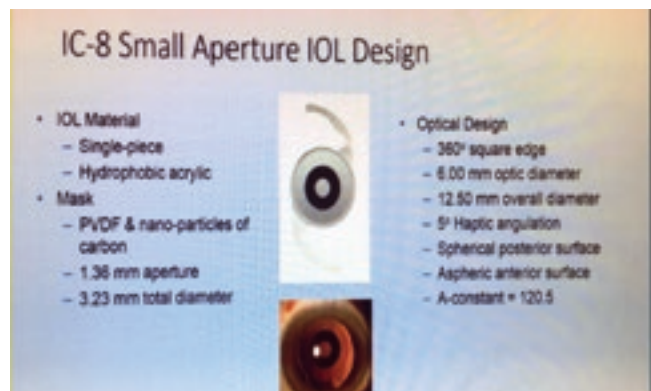 IC-8 Small Aperture IOL Design
• IOL Material
– Single-piece
– Hydrophobic acrylic
• Mask
– PVDF & nano-particles of
carbon
– 1.36 mm aperture
– 3.23 mm total diameter
• Optical Design
– 360º square edge
– 6.00 mm optic diameter
– 12.50 mm overall diameter
– 5º Haptic angulation
– Spherical posterior surface
– Aspheric anterior surface
– A-constant = 120.5